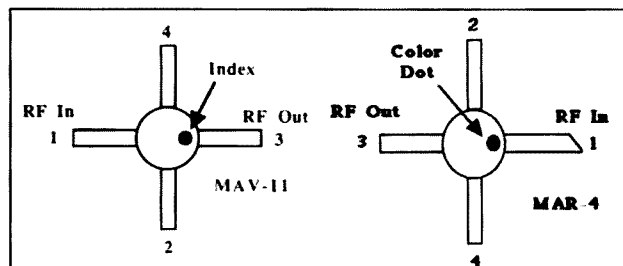 4
Index
RF In
RF Out
1
3
MAV-11
2
2
Color
Dot
RF Out
RF In
3
1
MAR-4
4